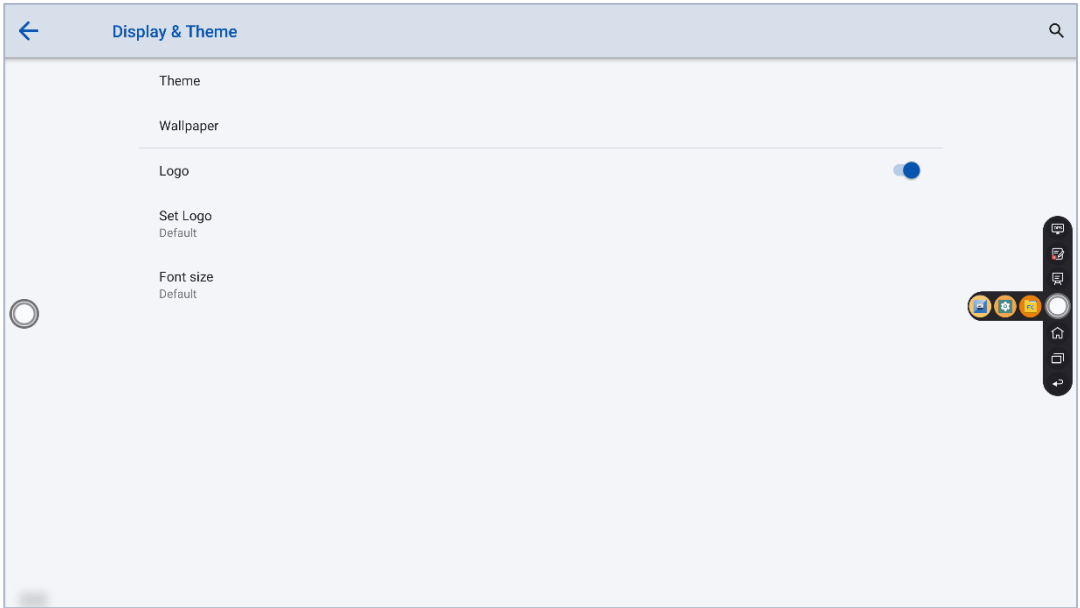 Display & Theme
Theme
Wallpaper
Logo
Set Logo
Default
Font size
Default